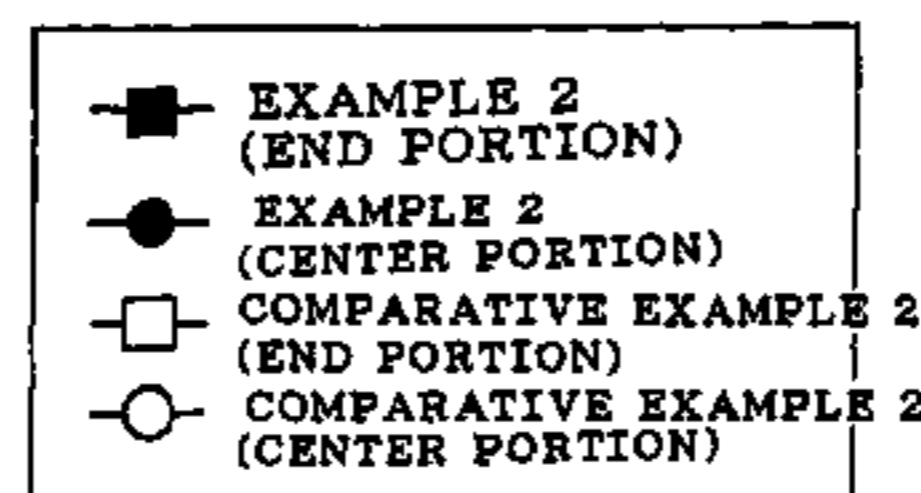 EXAMPLE 2
(END PORTION)
EXAMPLE 2
(CENTER PORTION)
COMPARATIVE EXAMPLE 2
(END PORTION)
COMPARATIVE EXAMPLE 2
(CENTER PORTION)